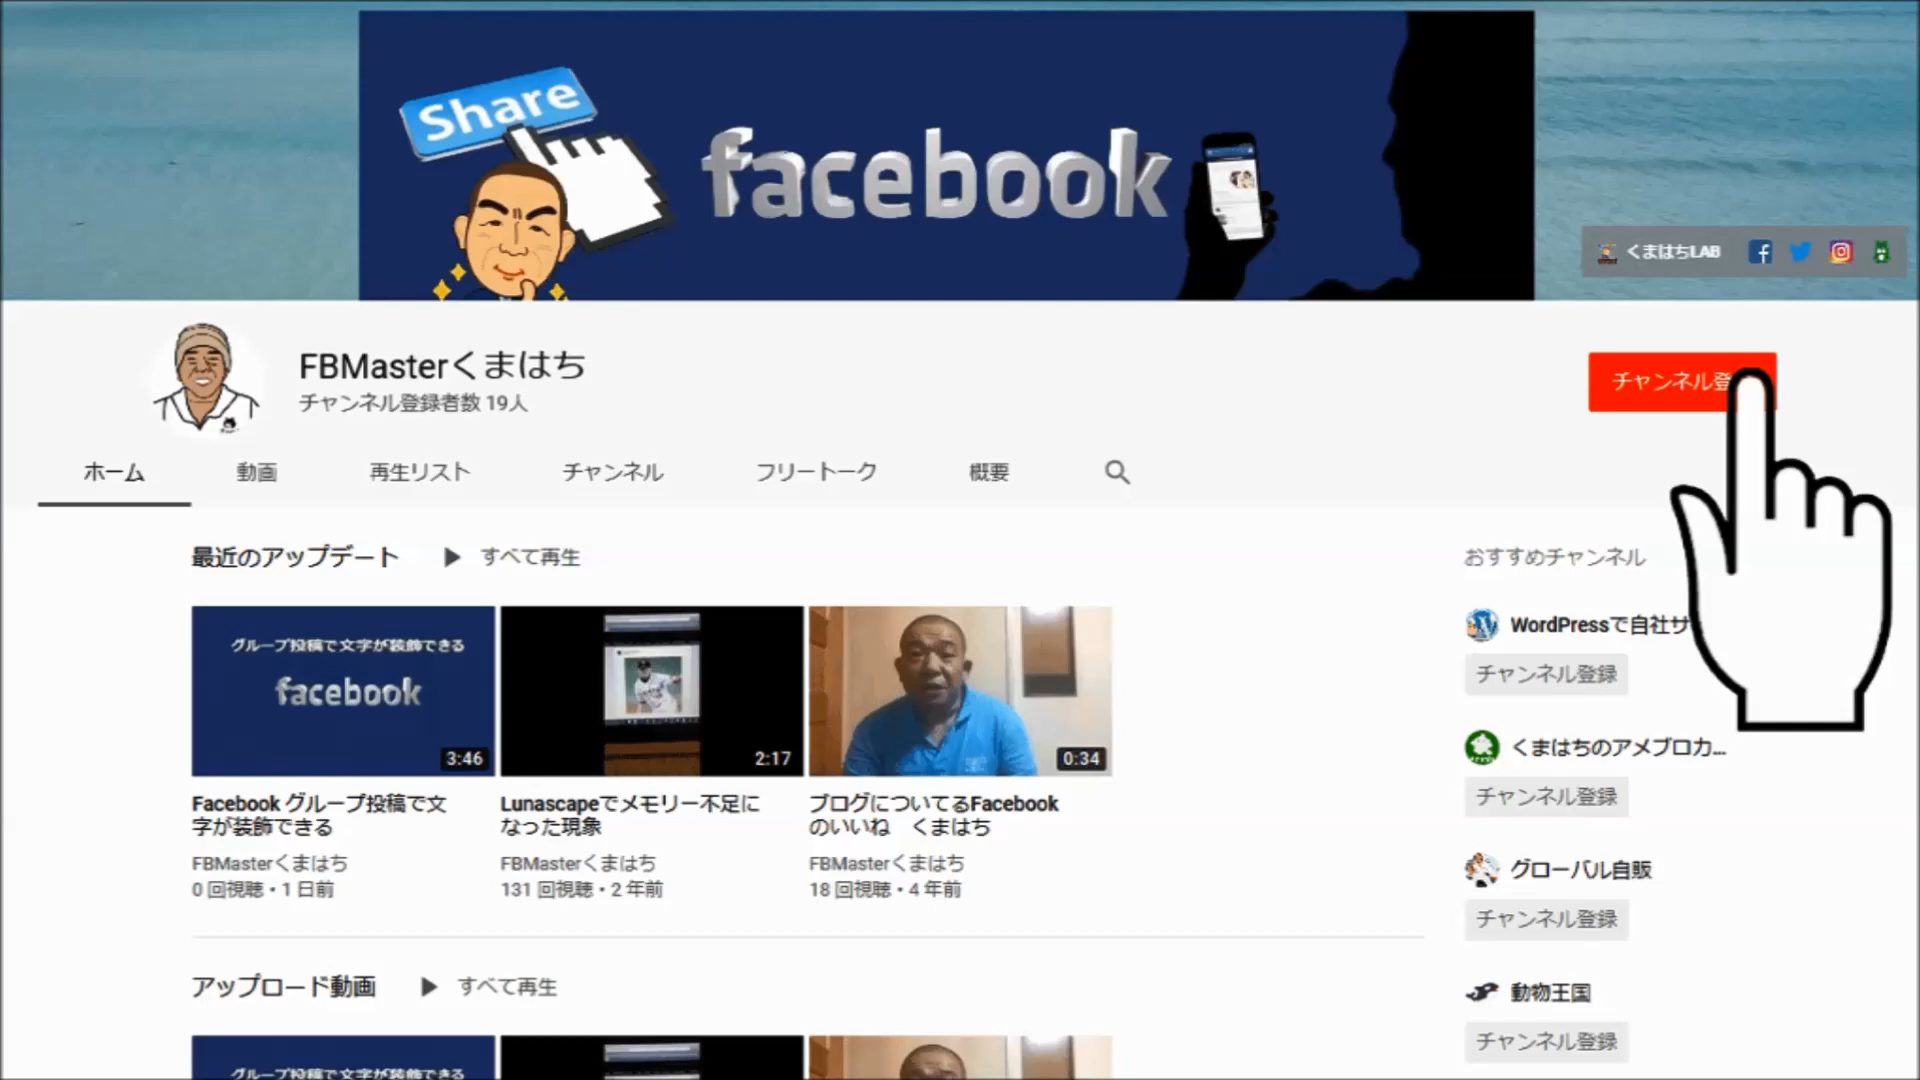 Share
facebook
くまはちLAB
FBMasterくまはち
チャンネル登録者数 19人
チャンネル登
ホーム
動画
再生リスト
チャンネル
フリートーク
概要
最近のアップデート
すべて再生
グループ投稿で文字が装飾できる
facebook
3:46
2:17
0:34
Facebook グループ投稿で文
字が装飾できる
FBMasterくまはち
0 回視聴・1 日前
Lunascapeでメモリー不足に
なった現象
FBMasterくまはち
131 回視聴・2 年前
ブログについてるFacebook
のいいね　くまはち
FBMasterくまはち
18 回視聴・4 年前
おすすめチャンネル
WordPressで自社サ
チャンネル登録
くまはちのアメブロカ...
チャンネル登録
グローバル自販
チャンネル登録
動物王国
チャンネル登録
アップロード動画
すべて再生
グループ投稿で文字が装飾できる